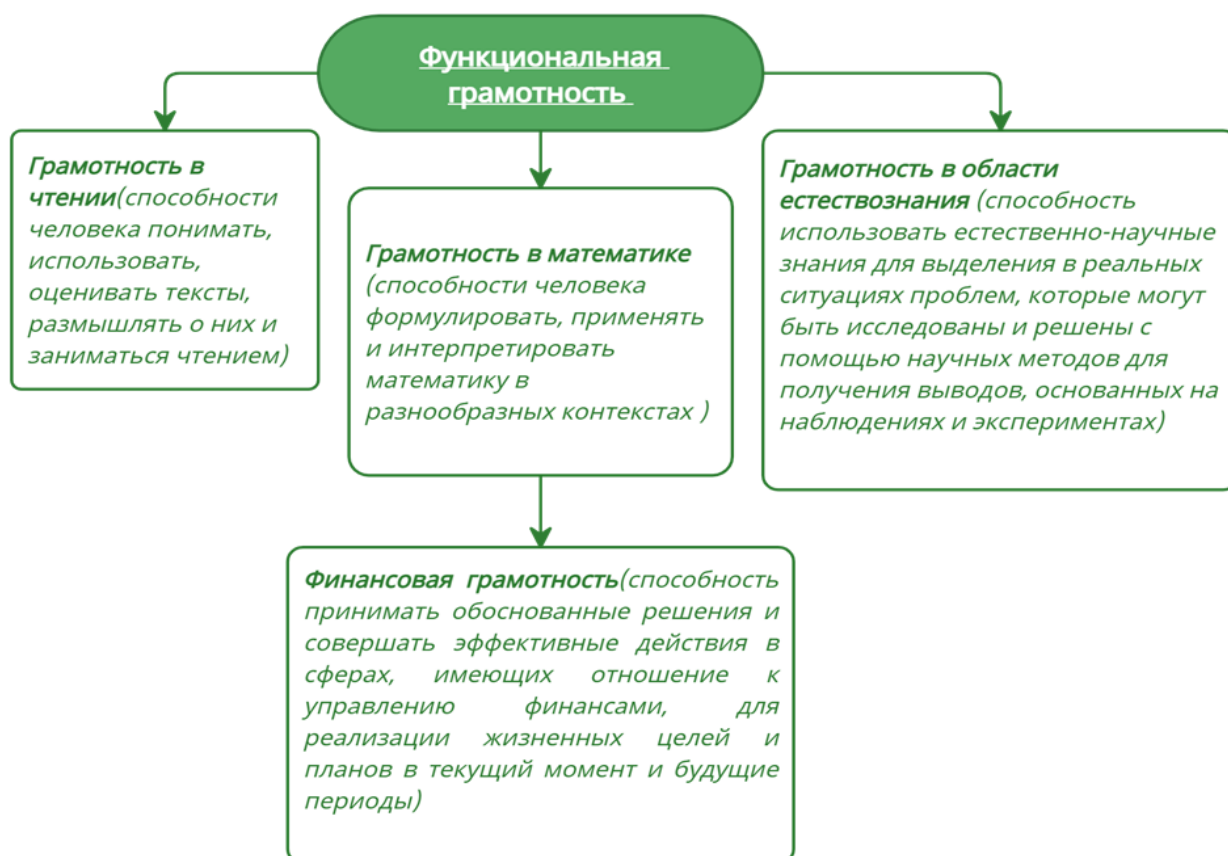 Функциональная
грамотность
Грамотность в
чтении(способности
человека понимать,
использовать,
оценивать тексты,
размышлять о них и
заниматься чтением)
Грамотность в математике
(способности человека
формулировать, применять
и интерпретировать
математику в
разнообразных контекстах )
Грамотность в области
естествознания (способность
использовать естественно-научные
знания для выделения в реальных
ситуациях проблем, которые могут
быть исследованы и решены с
помощью научных методов для
получения выводов, основанных на
наблюдениях и экспериментах)
Финансовая грамотность(способность
принимать обоснованные решения и
совершать эффективные действия в
сферах, имеющих отношение к
управлению финансами, для
реализации жизненных целей и
планов в текущий момент и будущие
периоды)